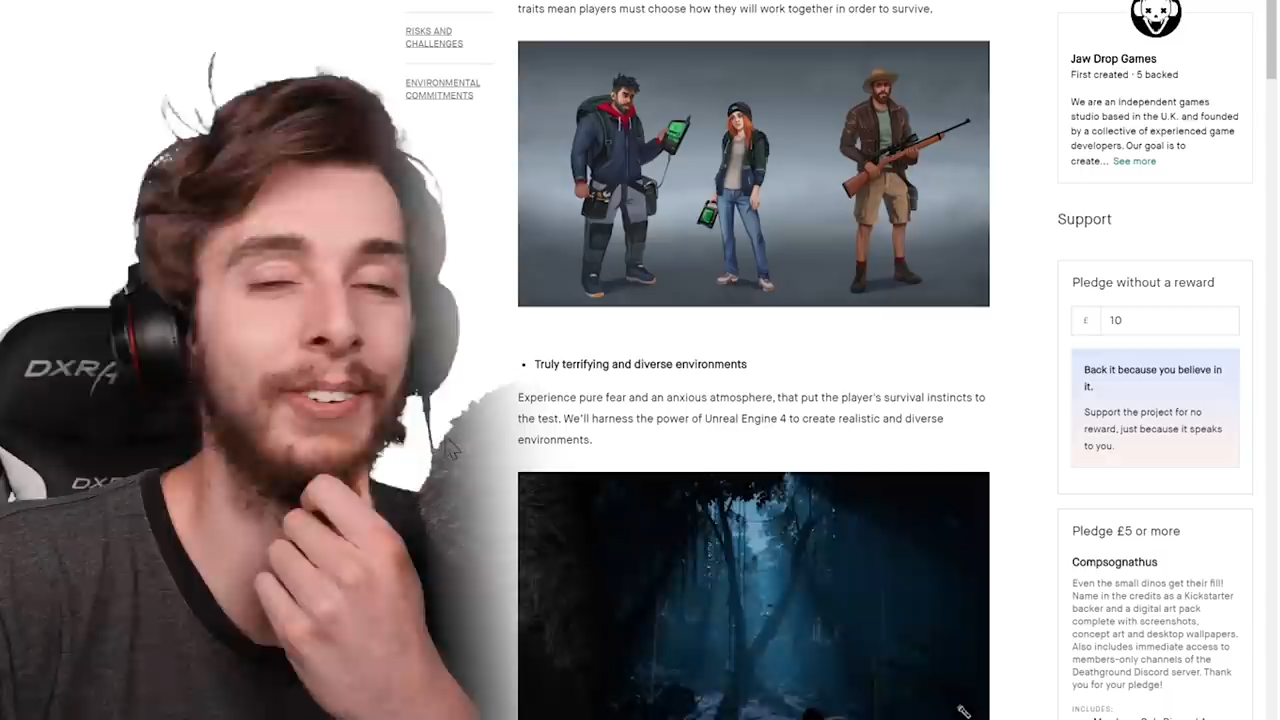 traits mean players must choose how they will work together in order to survive.
RISKS AND
CHALLENGES
ENVIRONMENTAL
COMMITMENTS
• Truly terrifying and diverse environments
Experience pure fear and an anxious atmosphere, that put the player's survival instincts to
the test. We'll harness the power of Unreal Engine 4 to create realistic and diverse
environments.
Jaw Drop Games
First created · 5 backed
We are an independent games
studio based in the U.K. and founded
by a collective of experienced game
developers. Our goal is to
create... See more
Support
Pledge without a reward
£ 10
Back it because you believe in
it.
Support the project for no
reward, just because it speaks
to you.
Pledge £5 or more
Compsognathus
Even the small dinos get their fill!
Name in the credits as a Kickstarter
backer and a digital art pack
complete with screenshots,
concept art and desktop wallpapers.
Also includes immediate access to
members-only channels of the
Deathground Discord server. Thank
you for your pledge!
INCLUDES:
DXRA